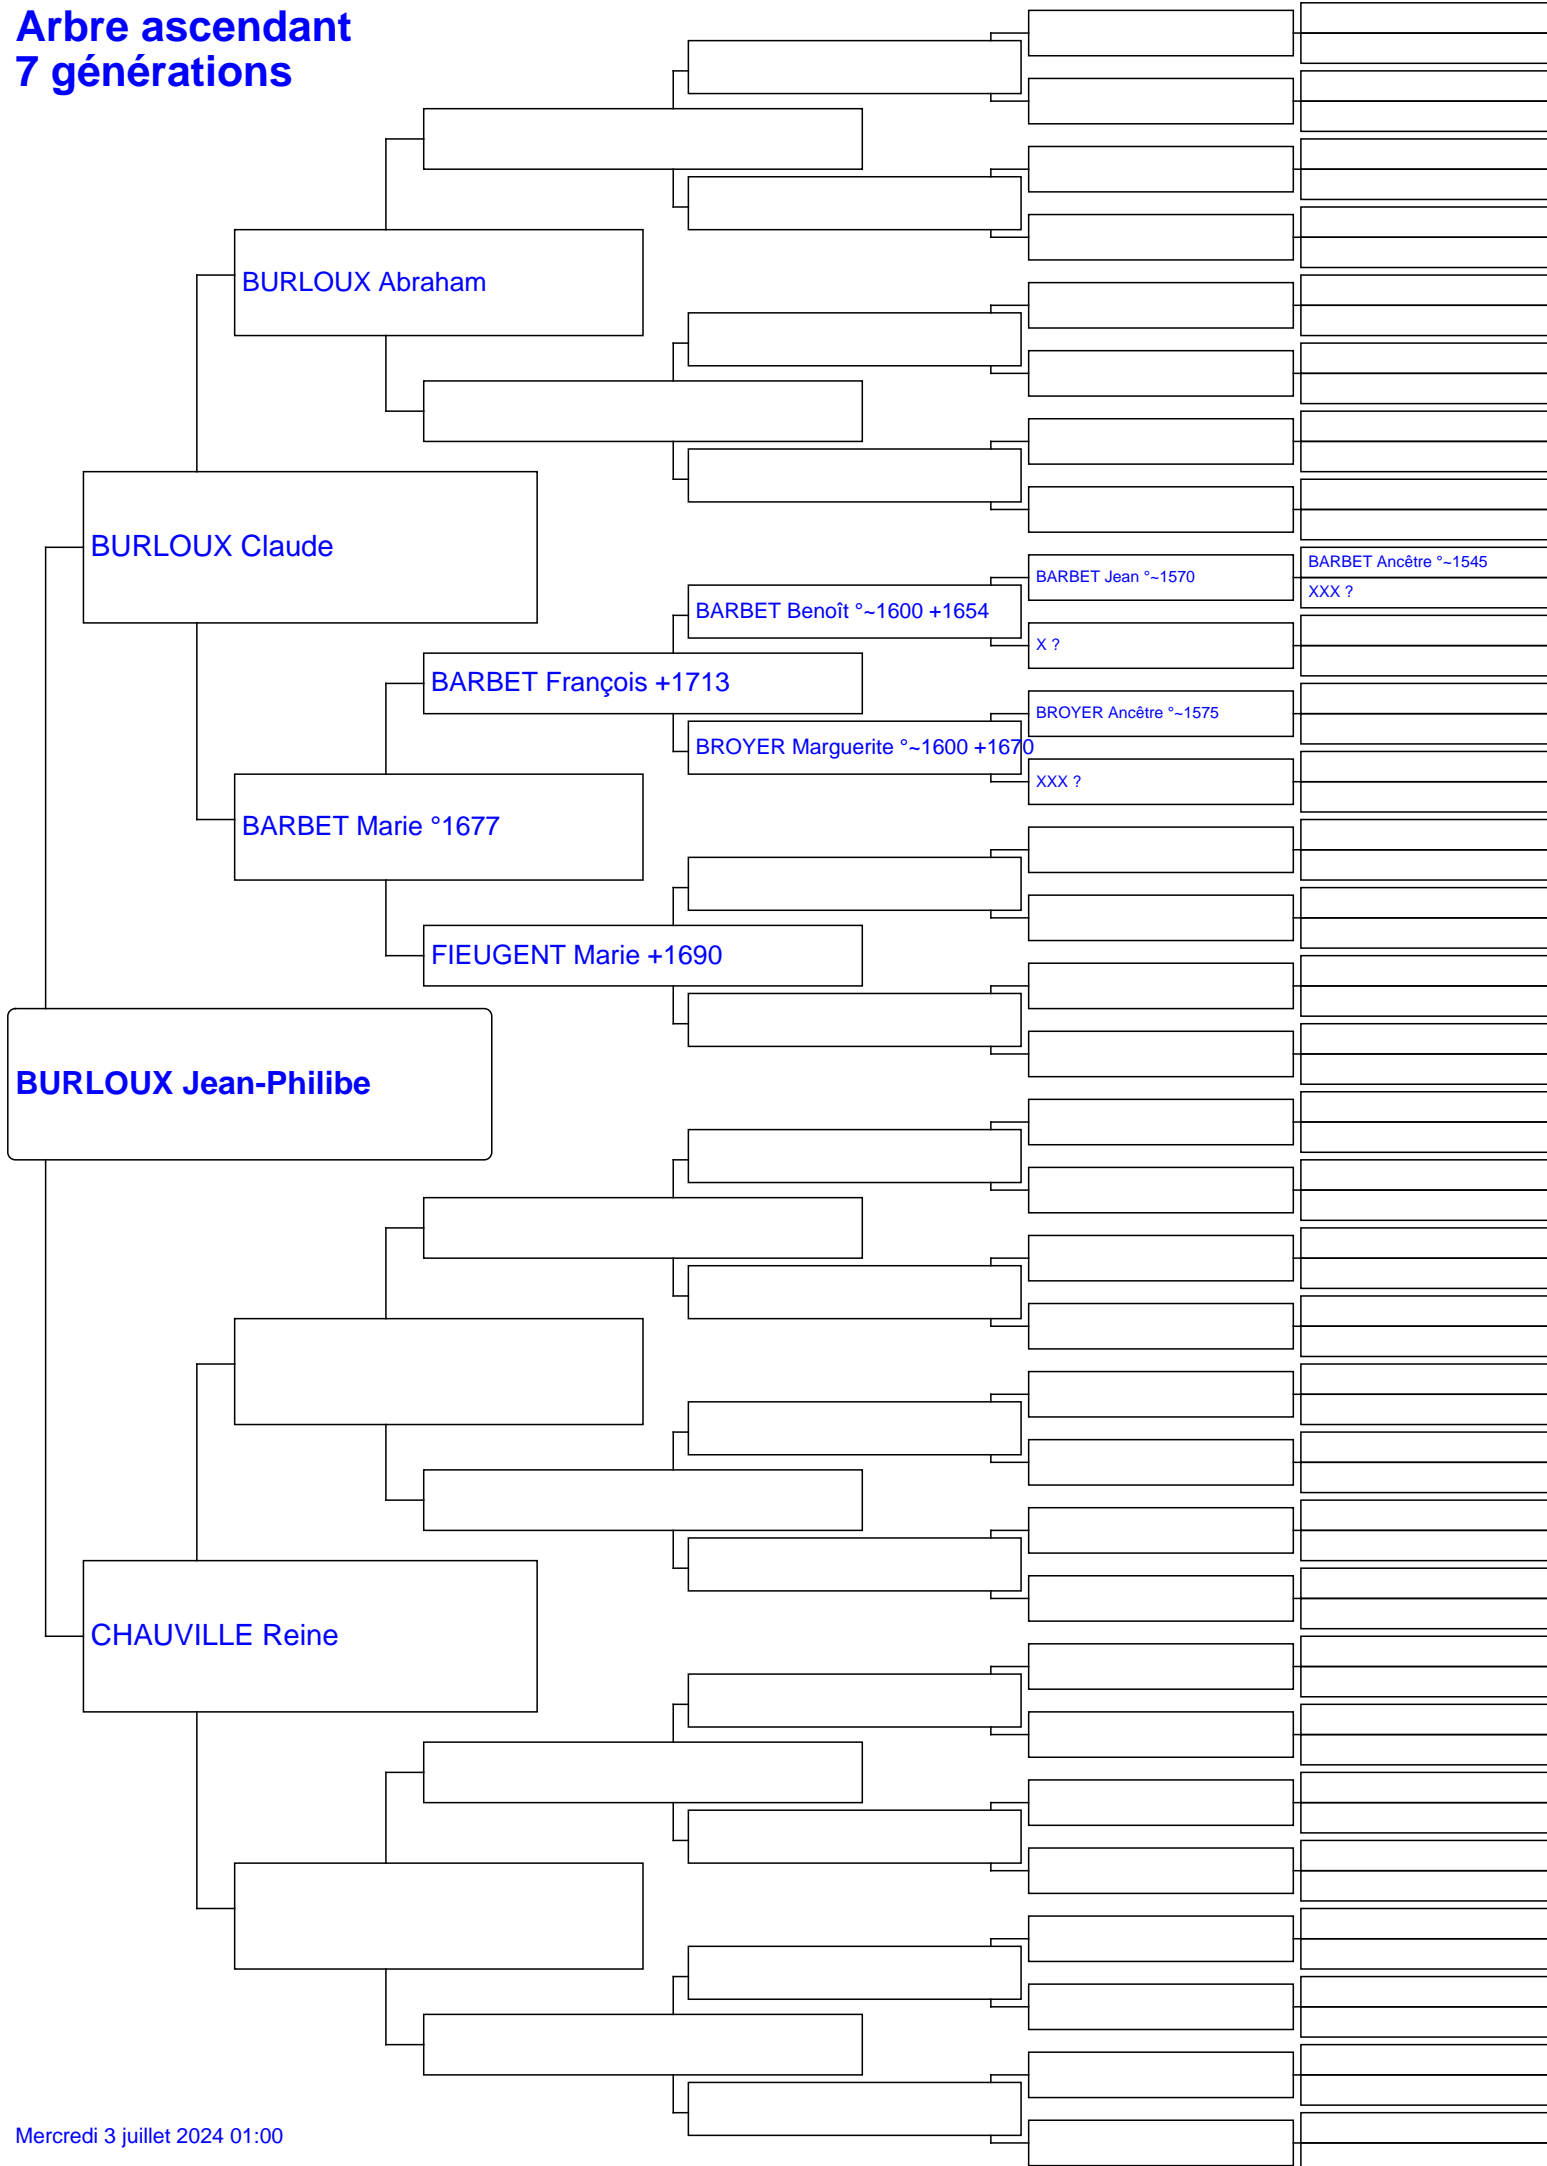 Arbre ascendant
7 générations
BURLOUX Abraham
BURLOUX Claude
BARBET Jean °~1570
BARBET Ancêtre °~1545
XXX ?
BARBET Benoît °~1600 +1654
X ?
BARBET François +1713
BROYER Ancêtre °~1575
BROYER Marguerite °~1600 +1670
XXX ?
BARBET Marie °1677
FIEUGENT Marie +1690
BURLOUX Jean-Philibe
CHAUVILLE Reine
Mercredi 3 juillet 2024 01:00